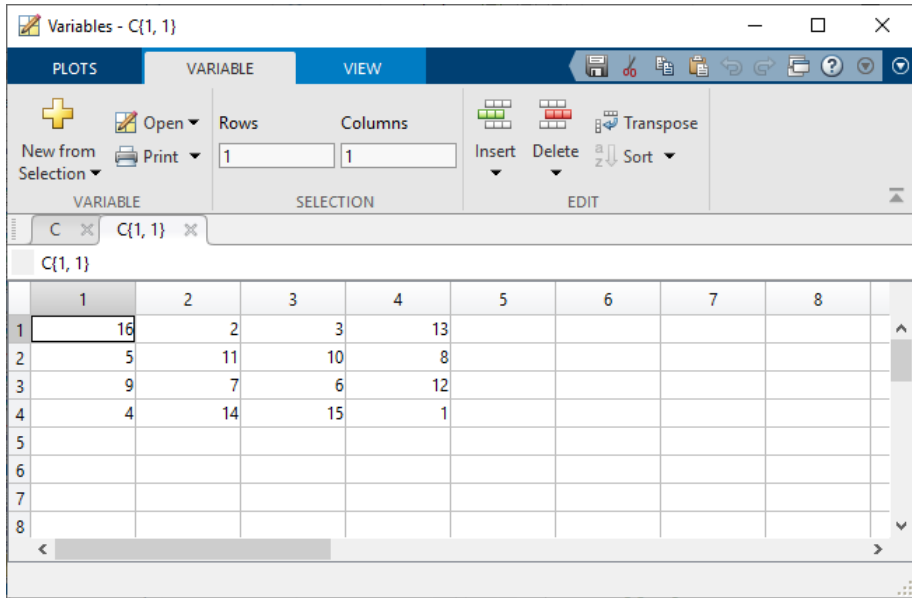 Variables - C{1, 1}
PLOTS VARIABLE VIEW
New from Selection
Open
Print
Rows Columns
1 1
Insert Delete
Transpose
Sort
VARIABLE SELECTION EDIT
C C{1, 1}
C{1, 1}
1 2 3 4 5 6 7 8
1 16 2 3 13
2 5 11 10 8
3 9 7 6 12
4 4 14 15 1
5
6
7
8